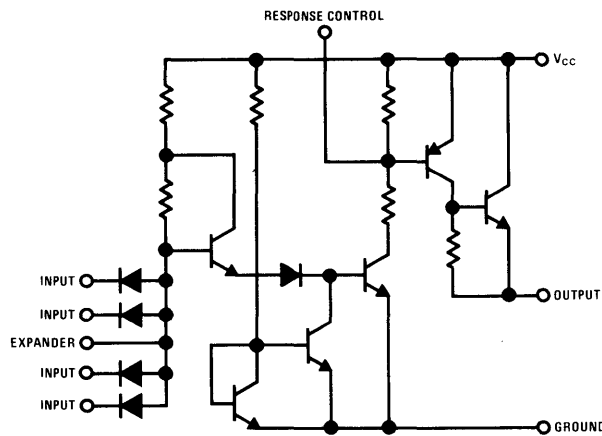 RESPONSE CONTROL
VCC
INPUT
INPUT
OUTPUT
EXPANDER
INPUT
INPUT
GROUND